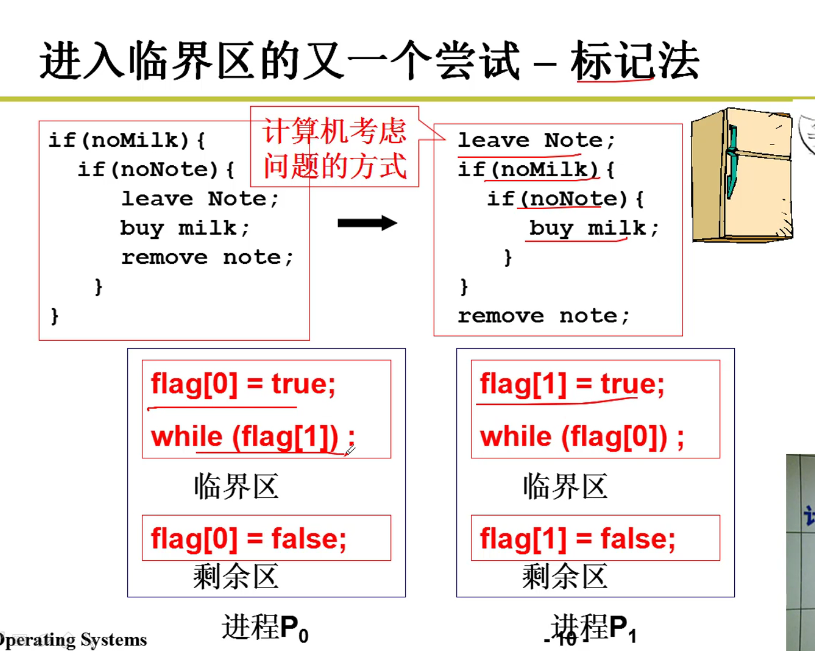 进入临界区的又一个尝试 – 标记法
if(noMilk){
if(noNote){
leave Note;
buy milk;
remove note;
}
}
计算机考虑
问题的方式
leave Note;
if(noMilk){
if(noNote){
buy milk;
}
}
remove note;
flag[0] = true;
while (flag[1]) ;
临界区
flag[0] = false;
剩余区
进程P0
flag[1] = true;
while (flag[0]) ;
临界区
flag[1] = false;
剩余区
进程P1
Operating Systems
- 10 -